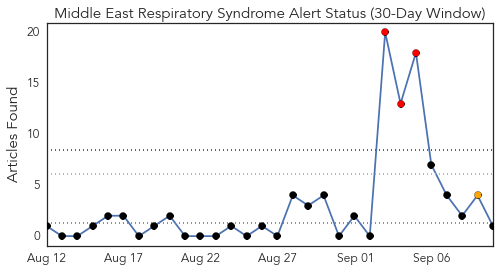 Middle East Respiratory Syndrome Alert Status (30-Day Window)
Articles Found
20
15
10
5
0
Aug 12
Aug 17
Aug 22
Aug 27
Sep 01
Sep 06